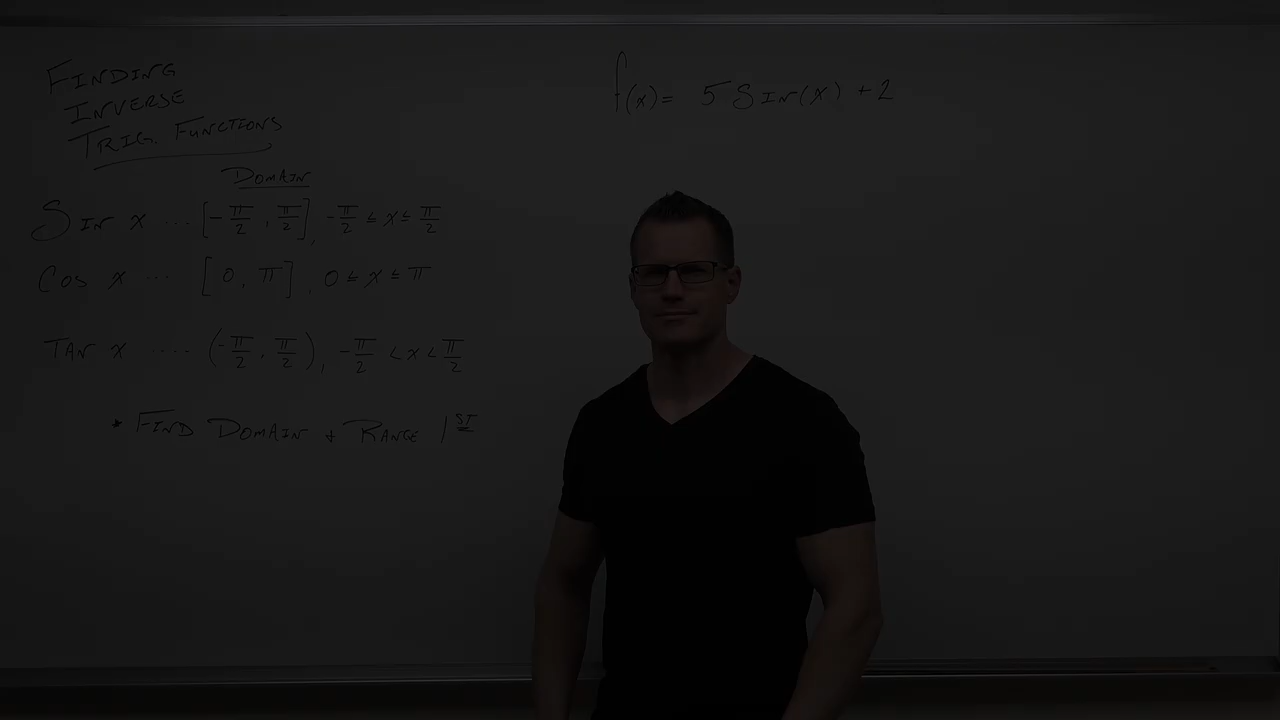 FINDING
INVERSE
TRIG. FUNCTIONS
DOMAIN
SIN x ... [-π/2, π/2], -π/2 ≤ x ≤ π/2
COS x ... [0, π], 0 ≤ x ≤ π
TAN x .... (-π/2, π/2), -π/2 < x < π/2
* FIND DOMAIN + RANGE 1ST
f(x) = 5 SIN(x) + 2